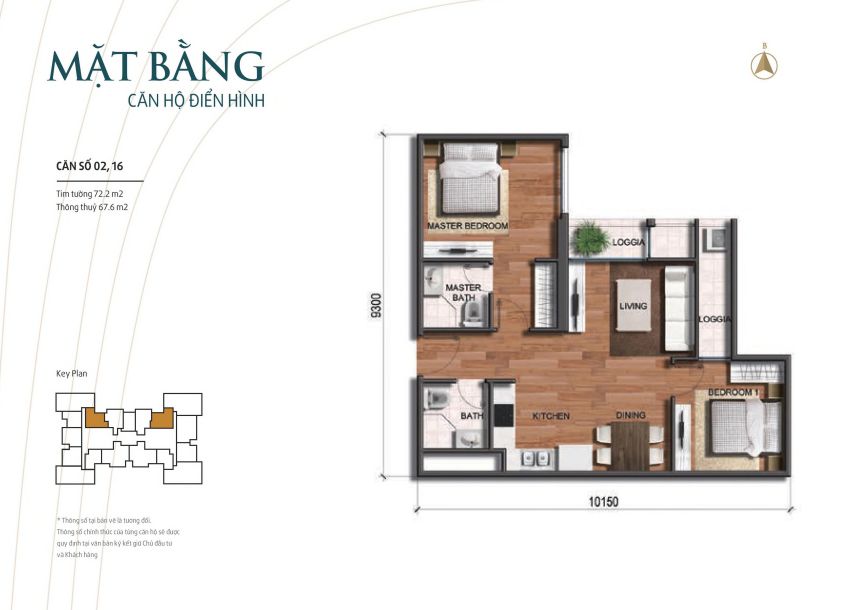 MẶT BẰNG
CĂN HỘ ĐIỂN HÌNH
B
CĂN SỐ 02, 16
Tim tường 72.2 m2
Thông thuỷ 67.6 m2
MASTER BEDROOM
LOGGIA
MASTER
BATH
LIVING
LOGGIA
9300
Key Plan
BEDROOM 1
BATH
KITCHEN
DINING
10150
* Thông số tại bản vẽ là tương đối.
Thông số chính thức của từng căn hộ sẽ được
quy định tại văn bản ký kết giữ Chủ đầu tư
và Khách hàng